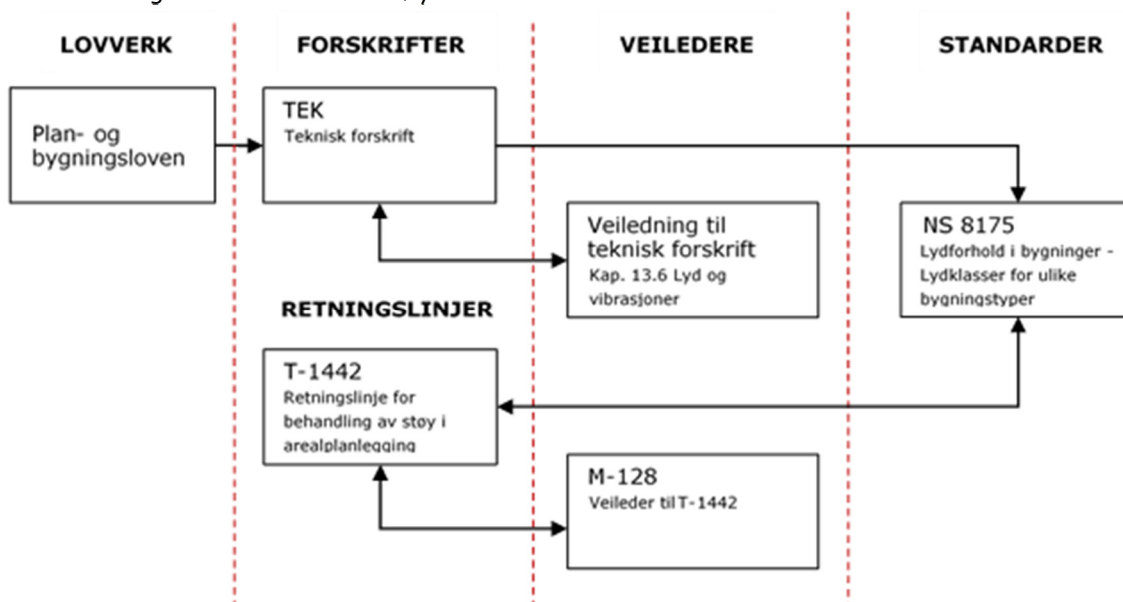 LOVVERK
FORSKRIFTER
VEILEDERE
STANDARDER
Plan- og
bygningsloven
TEK
Teknisk forskrift
Veiledning til
teknisk forskrift
Kap. 13.6 Lyd og
vibrasjoner
NS 8175
Lydforhold i bygninger -
Lydklasser for ulike
bygningstyper
RETNINGSLINJER
T-1442
Retningslinje for
behandling av støy i
arealplanlegging
M-128
Veileder til T-1442